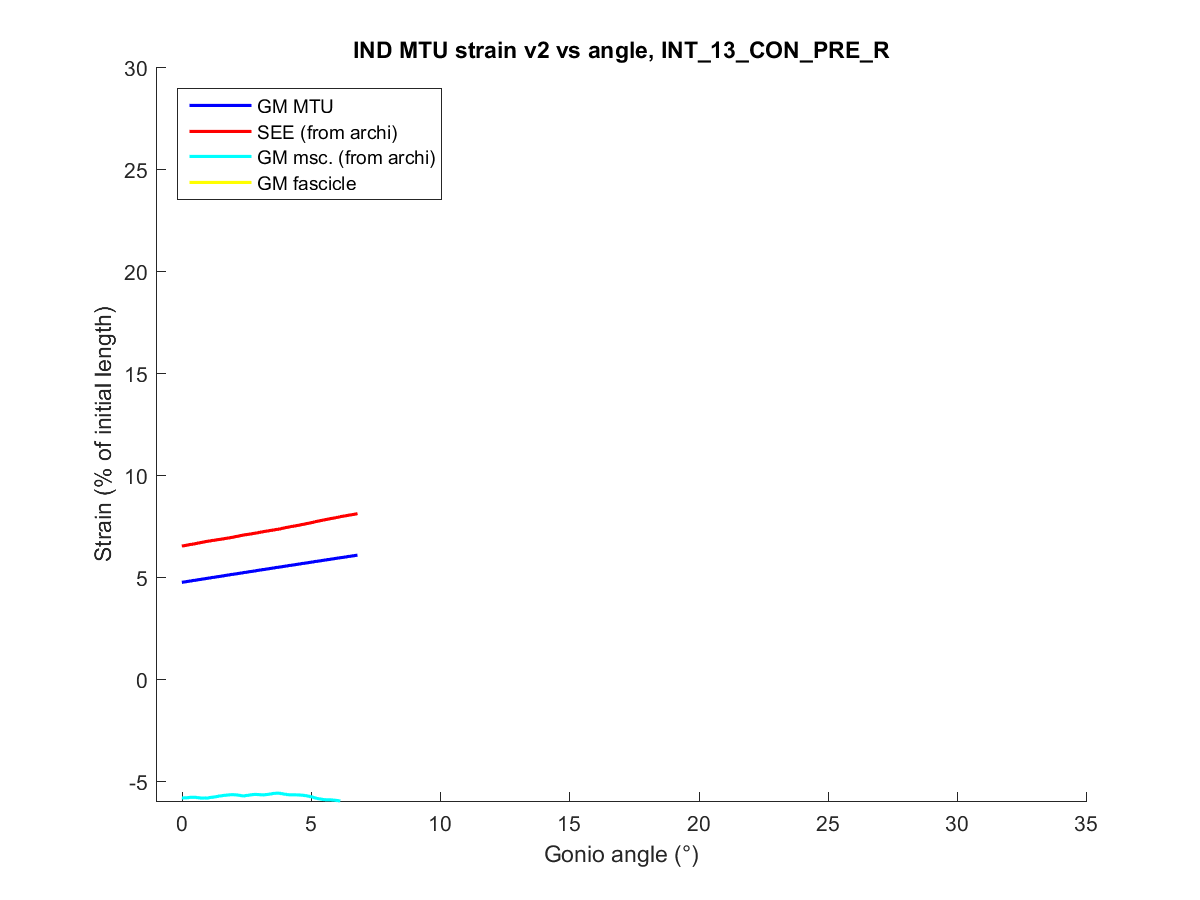 IND MTU strain v2 vs angle, INT_13_CON_PRE_R
30
25
20
15
10
5
0
-5
Strain (% of initial length)
GM MTU
SEE (from archi)
GM msc. (from archi)
GM fascicle
0 5 10 15 20 25 30 35
Gonio angle (°)